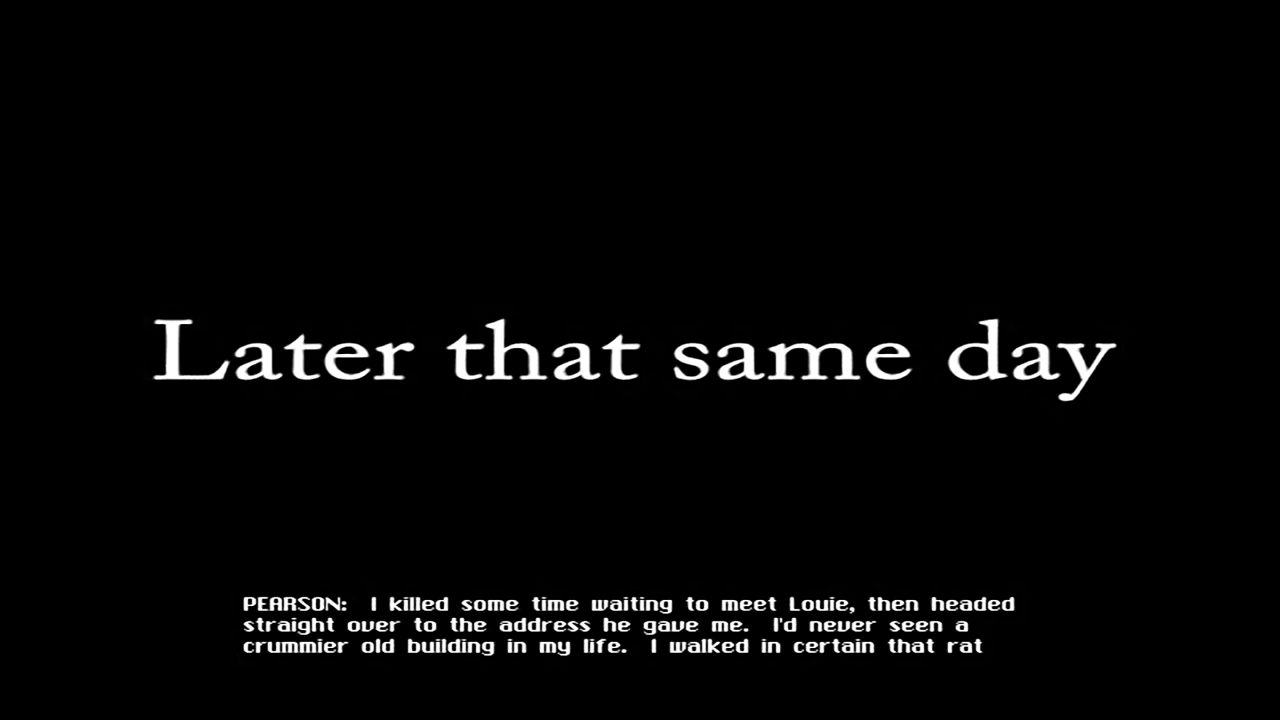 Later that same day
PEARSON: I killed some time waiting to meet Louie, then headed
straight over to the address he gave me. I'd never seen a
crummier old building in my life. I walked in certain that rat